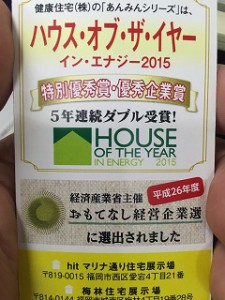 健康住宅(株)の「あんみんシリーズ」は、
ハウス・オブ・ザ・イヤー
イン・エナジー2015
特別優秀賞・優秀企業賞
5年連続ダブル受賞!
HOUSE
OF THE YEAR
IN ENERGY 2015
経済産業省主催
平成26年度
おもてなし経営企業選
に選出されました
hit マリナ通り住宅展示場
〒819-0015 福岡市西区愛宕4丁目21番
梅林住宅展示場